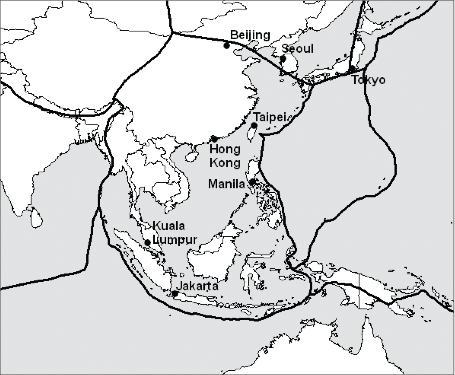 Beijing
Seoul
Tokyo
Taipei
Hong
Kong
Manila
Kuala
Lumpur
Jakarta